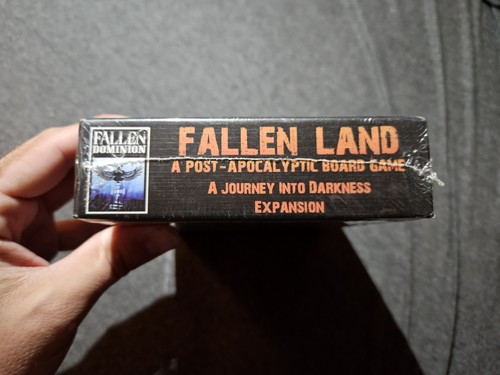 FALLEN
DOMINION
FALLEN LAND
A POST-APOCALYPTIC BOARD GAME
A JOURNEY INTO DARKNESS
EXPANSION